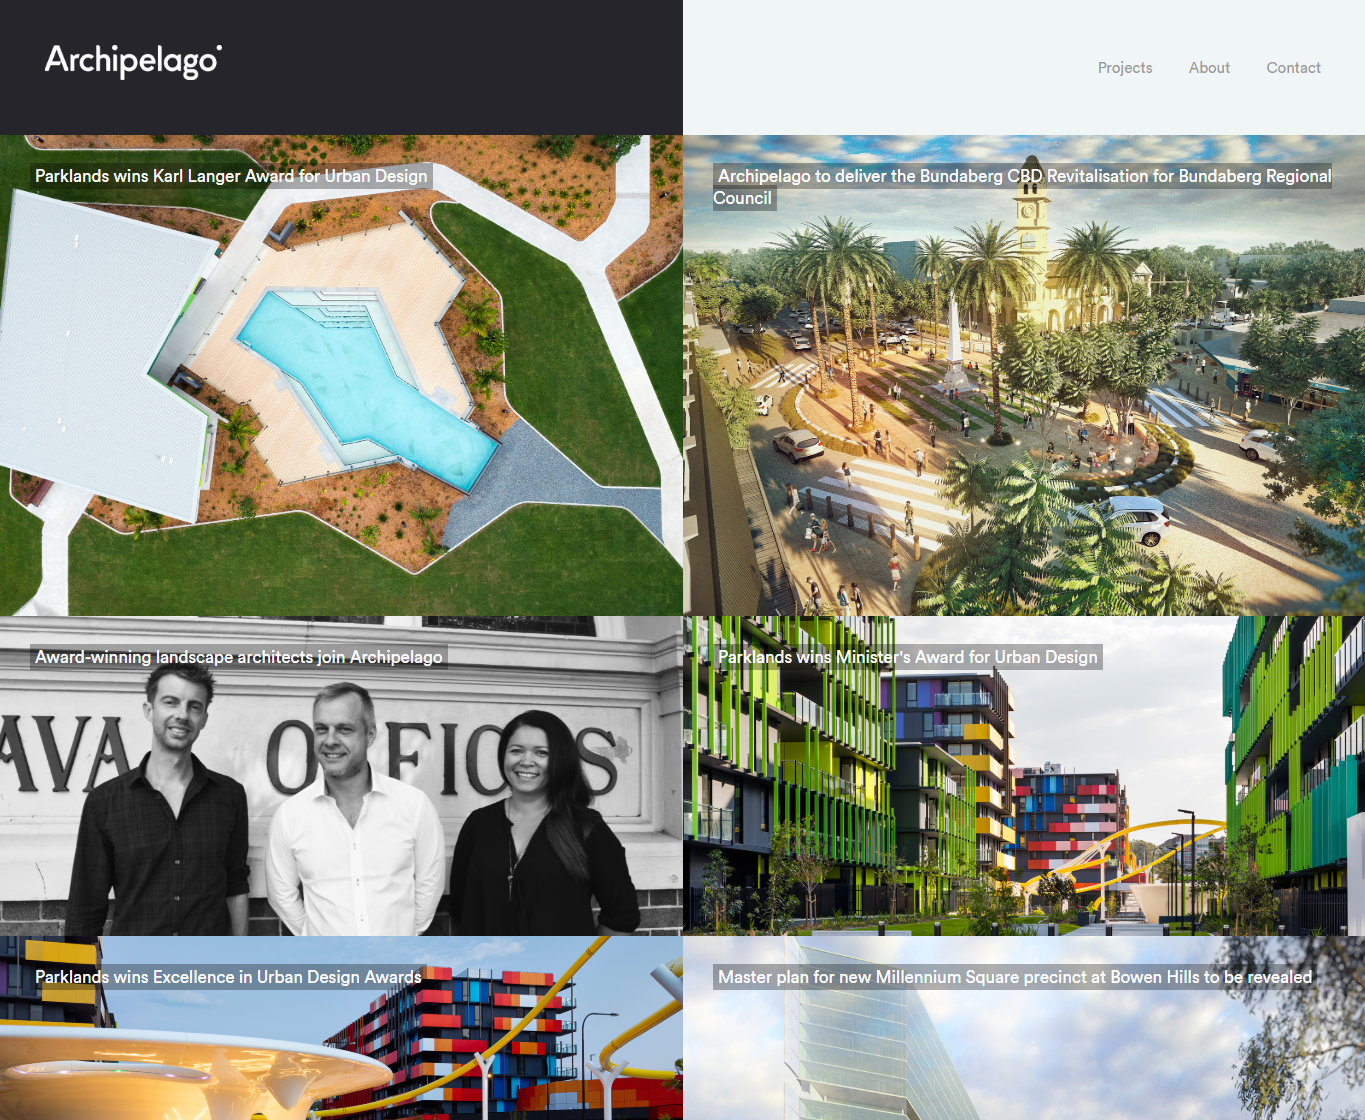 Archipelago
Projects
About
Contact
Parklands wins Karl Langer Award for Urban Design
Archipelago to deliver the Bundaberg CBD Revitalisation for Bundaberg Regional
Council
Award-winning landscape architects join Archipelago
AVA OFFICES
Parklands wins Minister's Award for Urban Design
Parklands wins Excellence in Urban Design Awards
Master plan for new Millennium Square precinct at Bowen Hills to be revealed